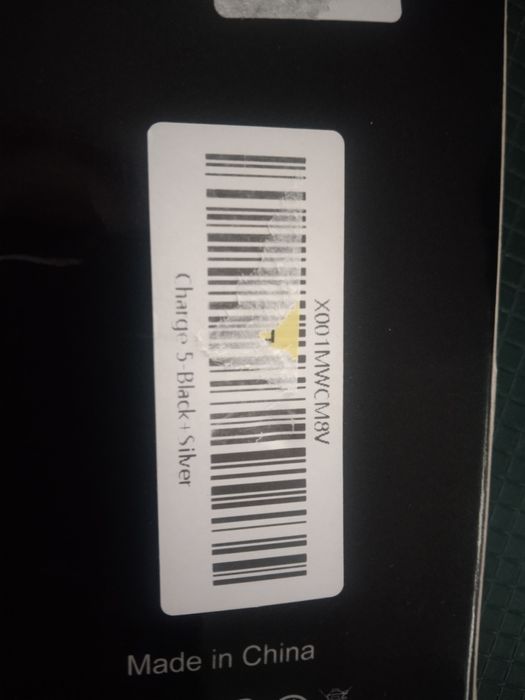 X001MWCM8V
Charge 5-Black+Silver
Made in China